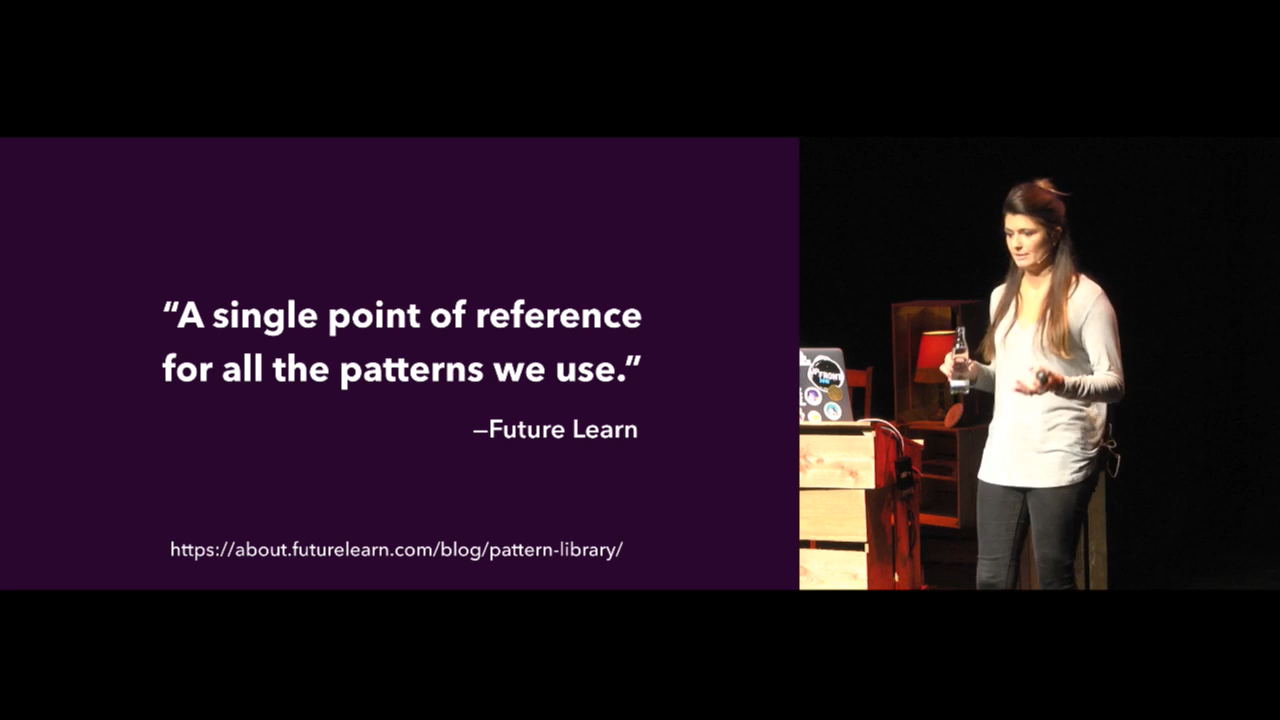 “A single point of reference
for all the patterns we use.”
–Future Learn
https://about.futurelearn.com/blog/pattern-library/
FRONT